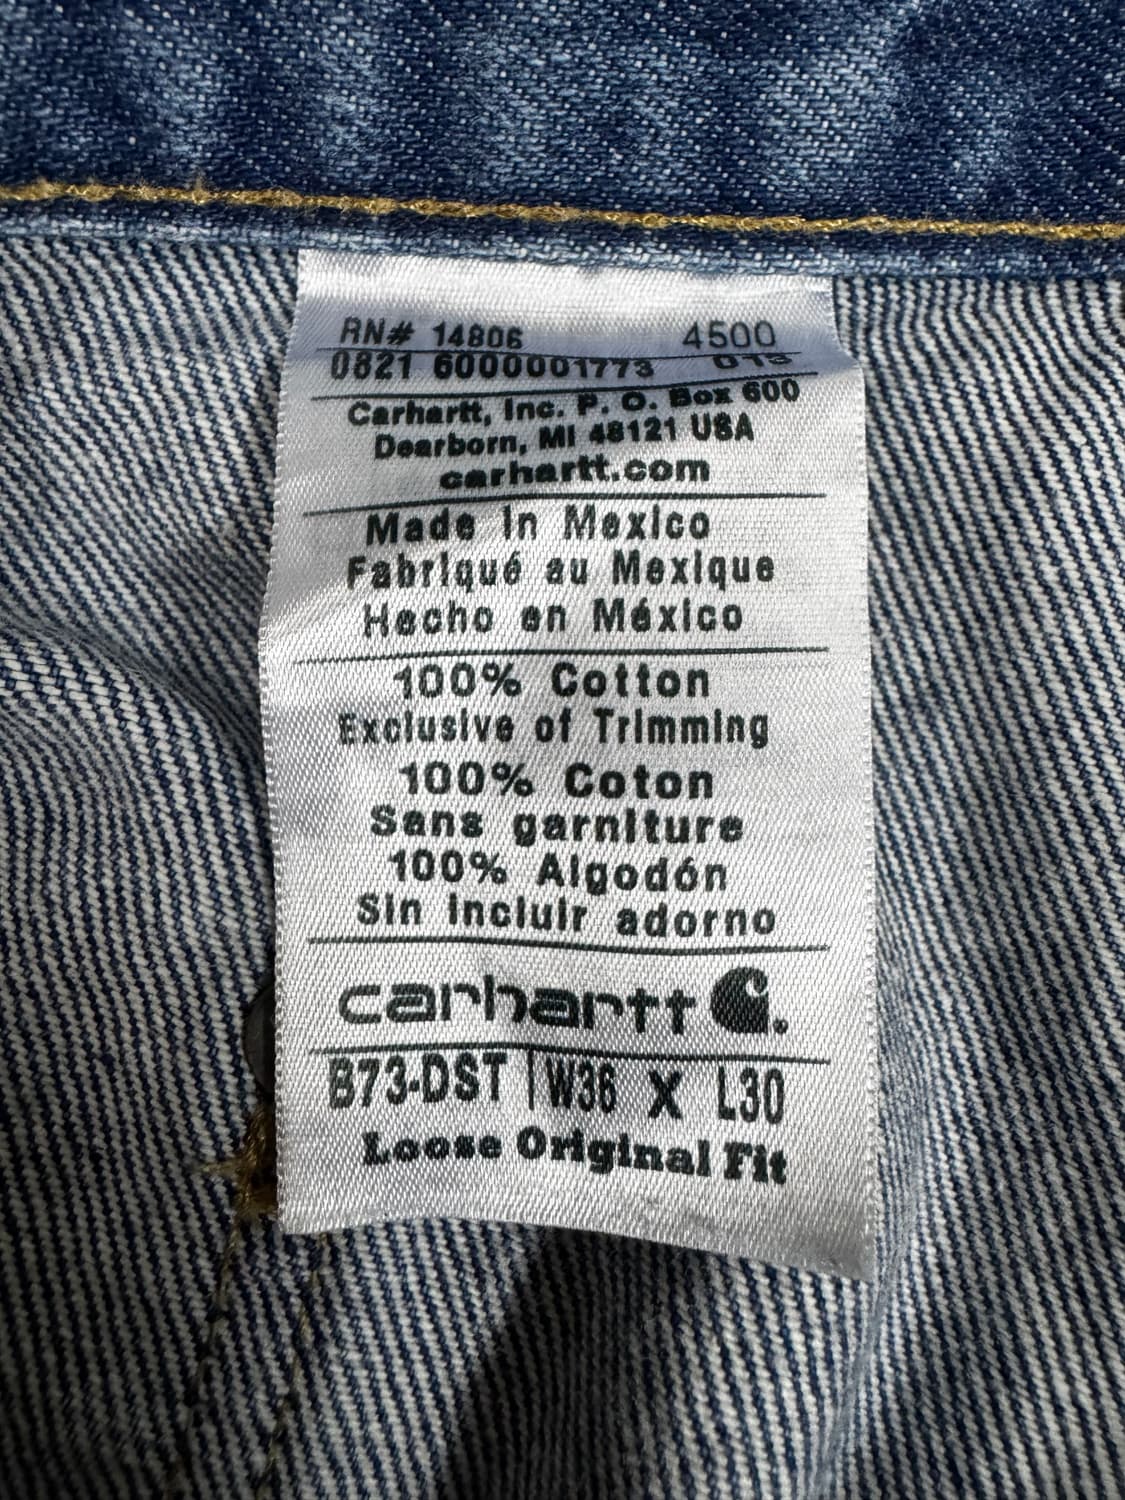 RN# 14806 4500
0821 6000001773 013
Carhartt, Inc. P. O. Box 600
Dearborn, MI 48121 USA
carhartt.com
Made in Mexico
Fabriqué au Mexique
Hecho en México
100% Cotton
Exclusive of Trimming
100% Coton
Sans garniture
100% Algodón
Sin incluir adorno
carhartt
B73-DST | W36 X L30
Loose Original Fit